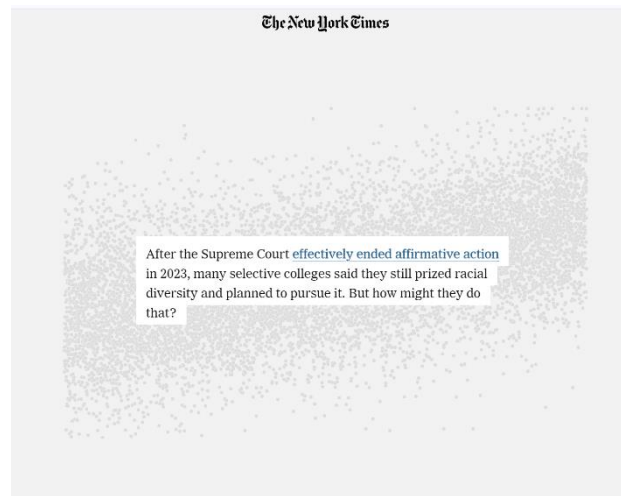 The New York Times
After the Supreme Court effectively ended affirmative action
in 2023, many selective colleges said they still prized racial
diversity and planned to pursue it. But how might they do
that?